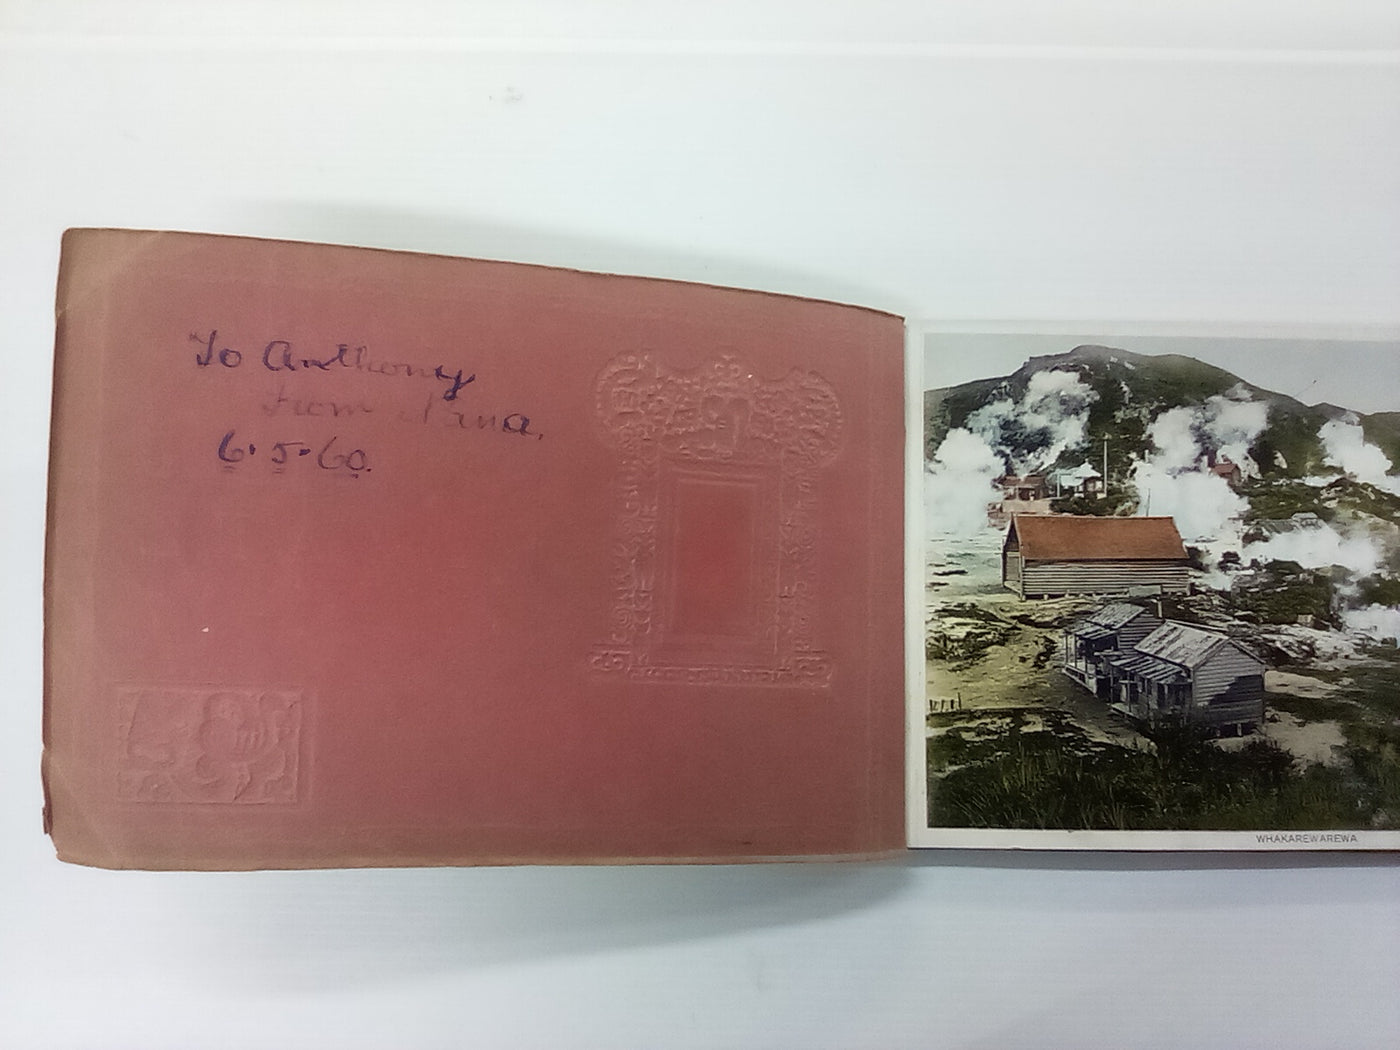 To Anthony
from Nana.
6.5.60.
WHAKAREWAREWA